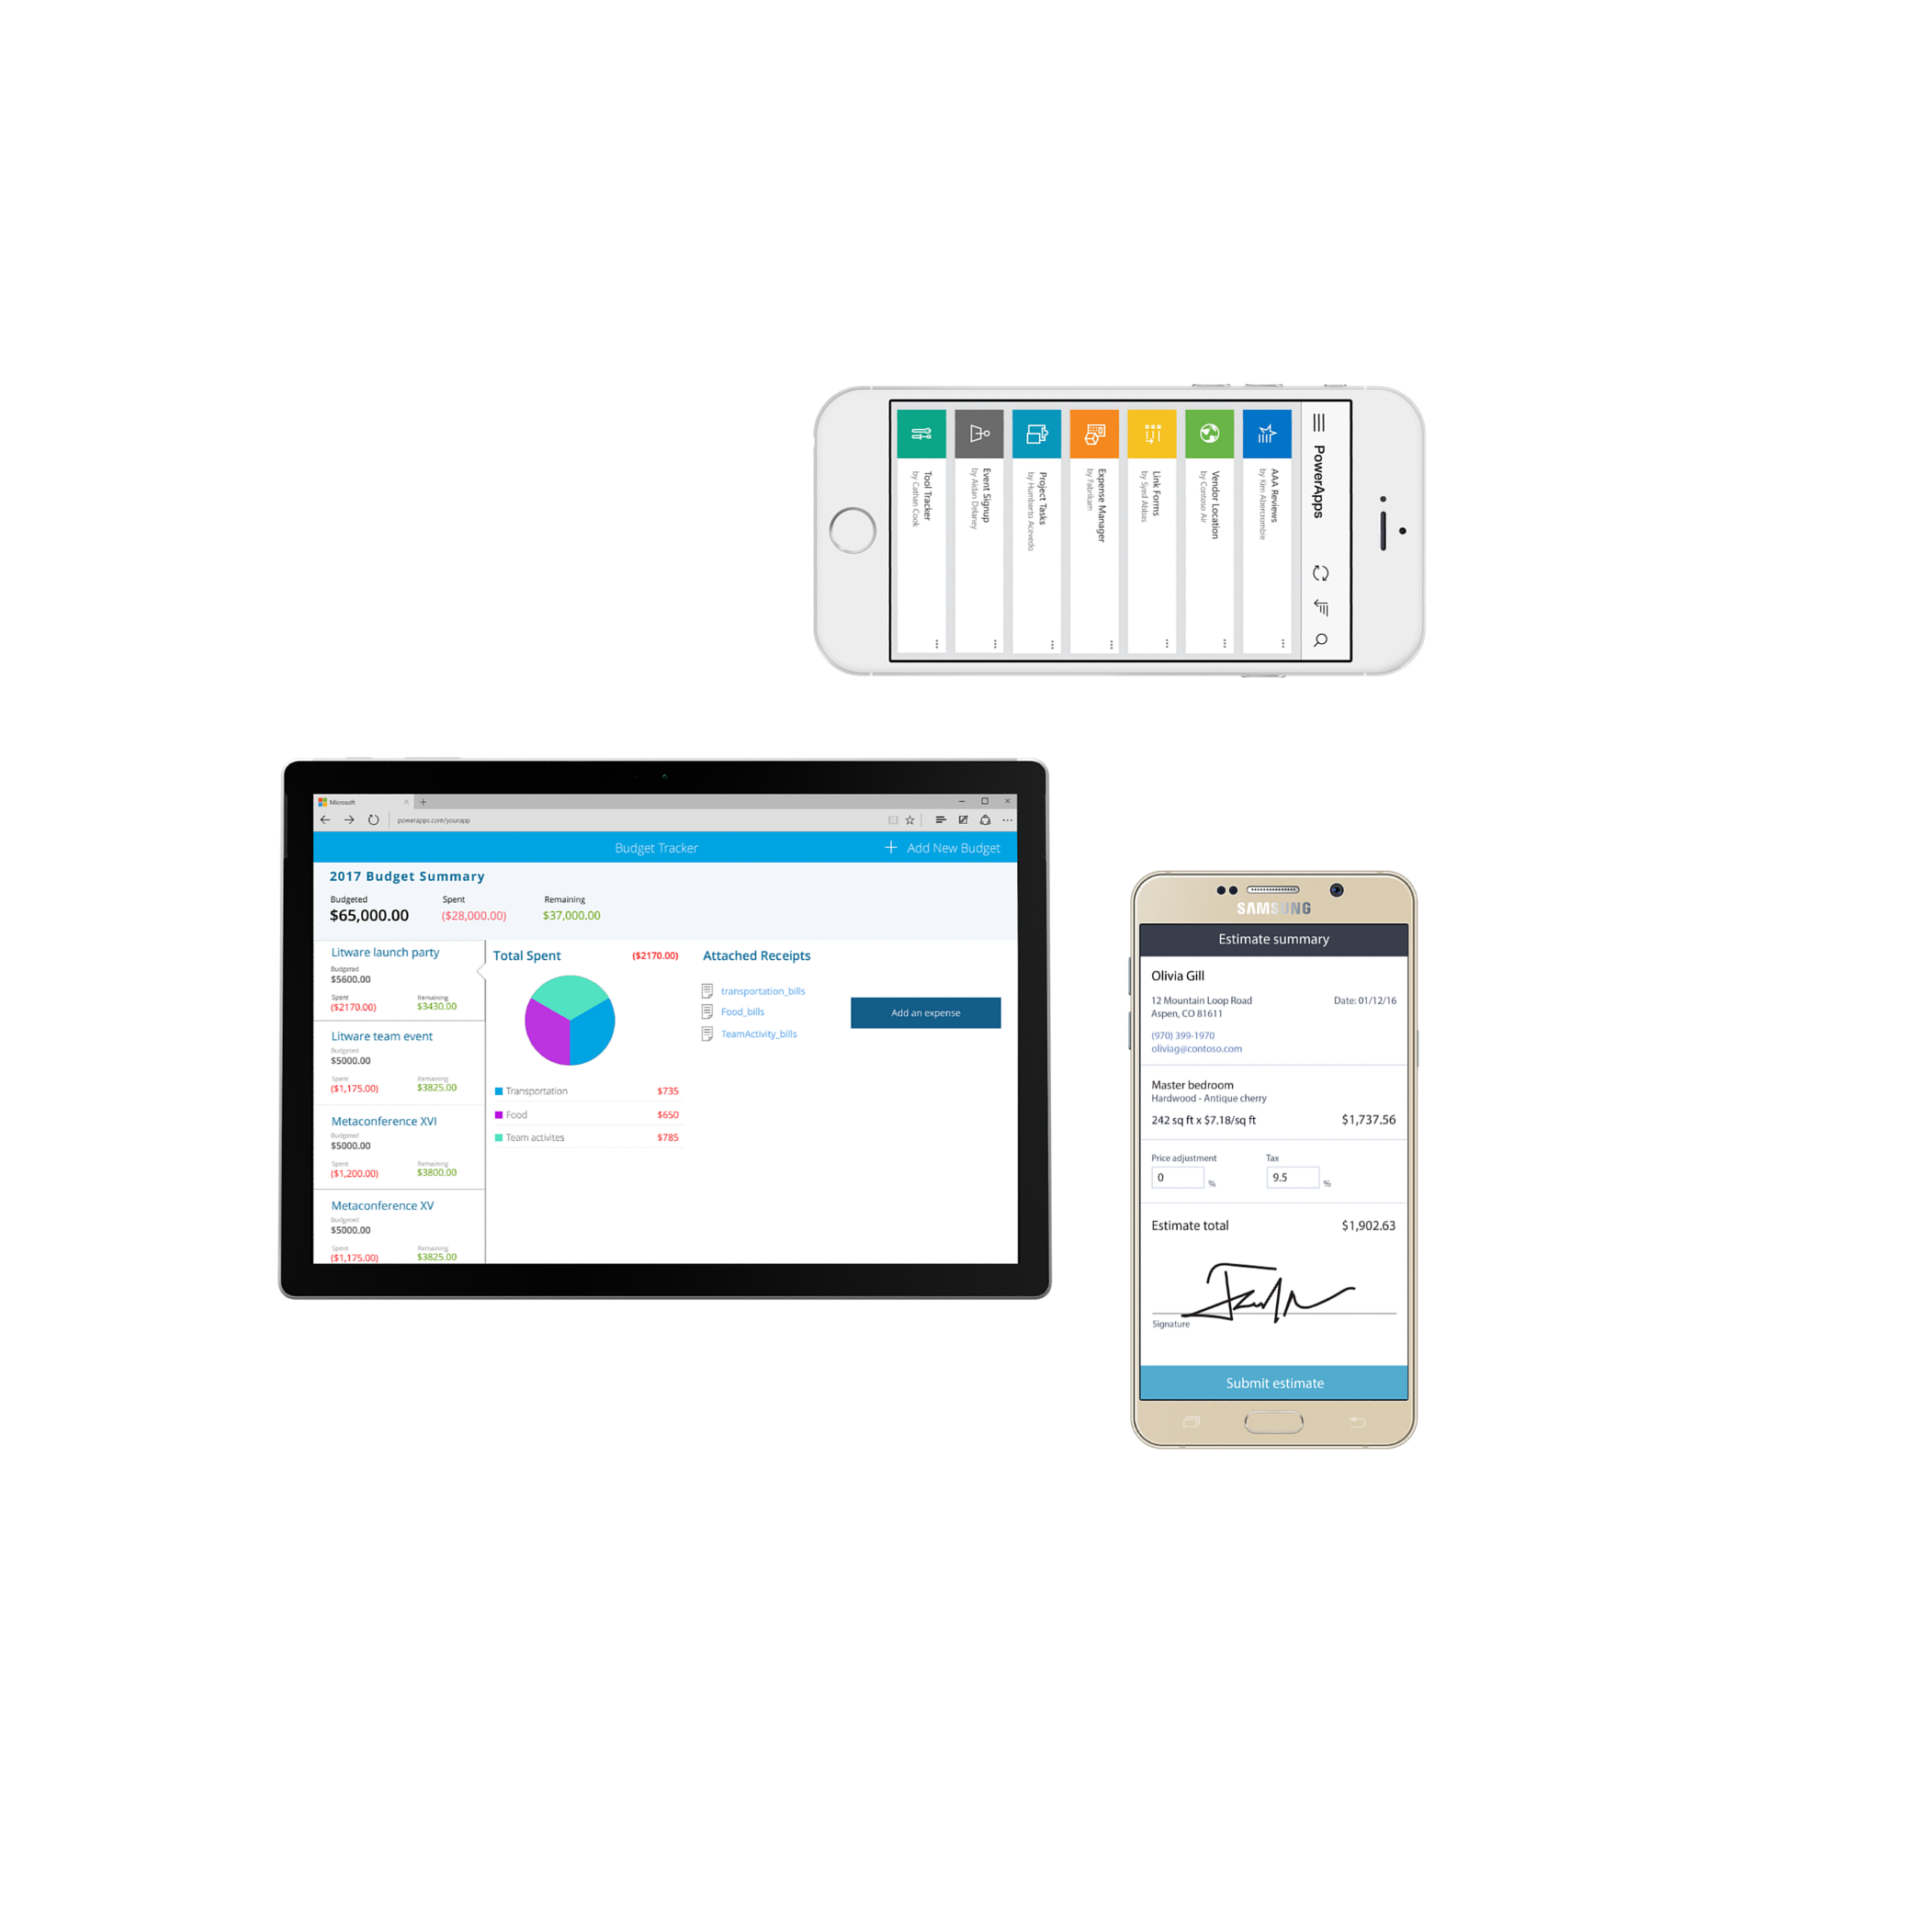 PowerApps
AAA Reviews
by Kim Abercrombie
Vendor Location
by Contoso Air
Link Forms
by Syed Abbas
Expense Manager
by Fabrikam
Project Tasks
by Humberto Acevedo
Event Signup
by Aidan Delaney
Tool Tracker
by Cathan Cook
Microsoft
powerapps.com/yourapp
Budget Tracker
+ Add New Budget
2017 Budget Summary
Budgeted Spent Remaining
$65,000.00 ($28,000.00) $37,000.00
Litware launch party
Budgeted
$5600.00
Spent Remaining
($2170.00) $3430.00
Litware team event
Budgeted
$5000.00
Spent Remaining
($1,175.00) $3825.00
Metaconference XVI
Budgeted
$5000.00
Spent Remaining
($1,200.00) $3800.00
Metaconference XV
Budgeted
$5000.00
Spent Remaining
($1,175.00) $3825.00
Total Spent ($2170.00)
Transportation $735
Food $650
Team activites $785
Attached Receipts
transportation_bills
Food_bills
TeamActivity_bills
Add an expense
SAMSUNG
Estimate summary
Olivia Gill
12 Mountain Loop Road Date: 01/12/16
Aspen, CO 81611
(970) 399-1970
oliviag@contoso.com
Master bedroom
Hardwood - Antique cherry
242 sq ft x $7.18/sq ft $1,737.56
Price adjustment Tax
0 % 9.5 %
Estimate total $1,902.63
Signature
Submit estimate